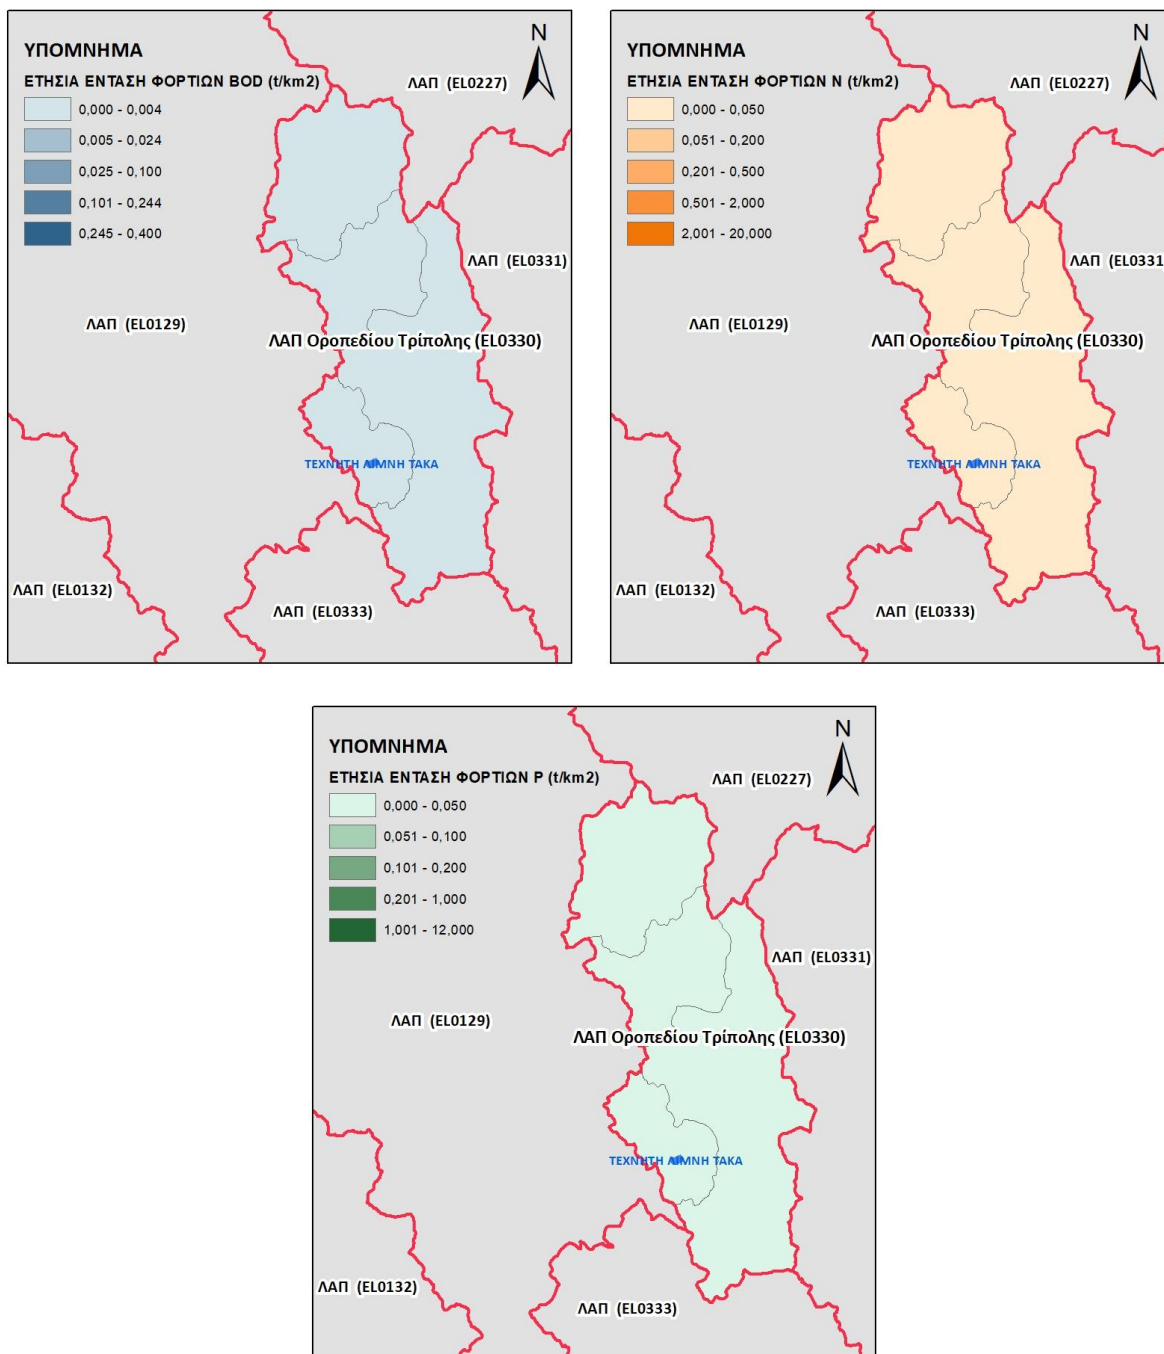 ΥΠΟΜΝΗΜΑ
ΕΤΗΣΙΑ ΕΝΤΑΣΗ ΦΟΡΤΙΩΝ BOD (t/km2)
0,000 - 0,004
0,005 - 0,024
0,025 - 0,100
0,101 - 0,244
0,245 - 0,400
N
ΛΑΠ (EL0227)
ΛΑΠ (EL0331)
ΛΑΠ (EL0129)
ΛΑΠ Οροπεδίου Τρίπολης (EL0330)
ΤΕΧΝΗΤΗ ΛΙΜΝΗ ΤΑΚΑ
ΛΑΠ (EL0132)
ΛΑΠ (EL0333)
ΥΠΟΜΝΗΜΑ
ΕΤΗΣΙΑ ΕΝΤΑΣΗ ΦΟΡΤΙΩΝ N (t/km2)
0,000 - 0,050
0,051 - 0,200
0,201 - 0,500
0,501 - 2,000
2,001 - 20,000
N
ΛΑΠ (EL0227)
ΛΑΠ (EL0331)
ΛΑΠ (EL0129)
ΛΑΠ Οροπεδίου Τρίπολης (EL0330)
ΤΕΧΝΗΤΗ ΛΙΜΝΗ ΤΑΚΑ
ΛΑΠ (EL0132)
ΛΑΠ (EL0333)
ΥΠΟΜΝΗΜΑ
ΕΤΗΣΙΑ ΕΝΤΑΣΗ ΦΟΡΤΙΩΝ P (t/km2)
0,000 - 0,050
0,051 - 0,100
0,101 - 0,200
0,201 - 1,000
1,001 - 12,000
N
ΛΑΠ (EL0227)
ΛΑΠ (EL0331)
ΛΑΠ (EL0129)
ΛΑΠ Οροπεδίου Τρίπολης (EL0330)
ΤΕΧΝΗΤΗ ΛΙΜΝΗ ΤΑΚΑ
ΛΑΠ (EL0132)
ΛΑΠ (EL0333)